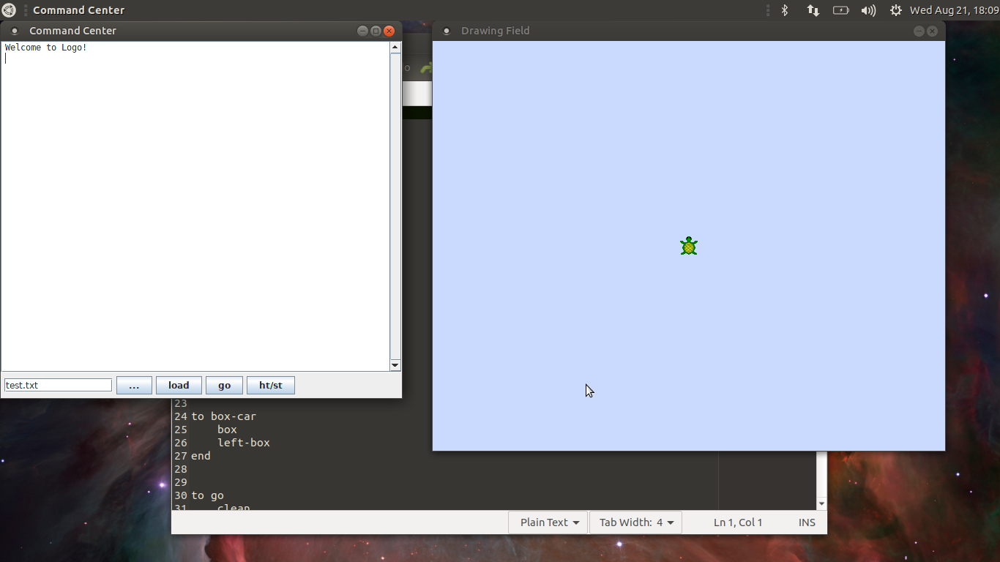 Command Center
Wed Aug 21, 18:09
Command Center
Welcome to Logo!
test.txt
...
load
go
ht/st
Drawing Field
o
23
24 to box-car
25 box
26 left-box
27 end
28
29
30 to go
31 clean
Plain Text
Tab Width: 4
Ln 1, Col 1
INS